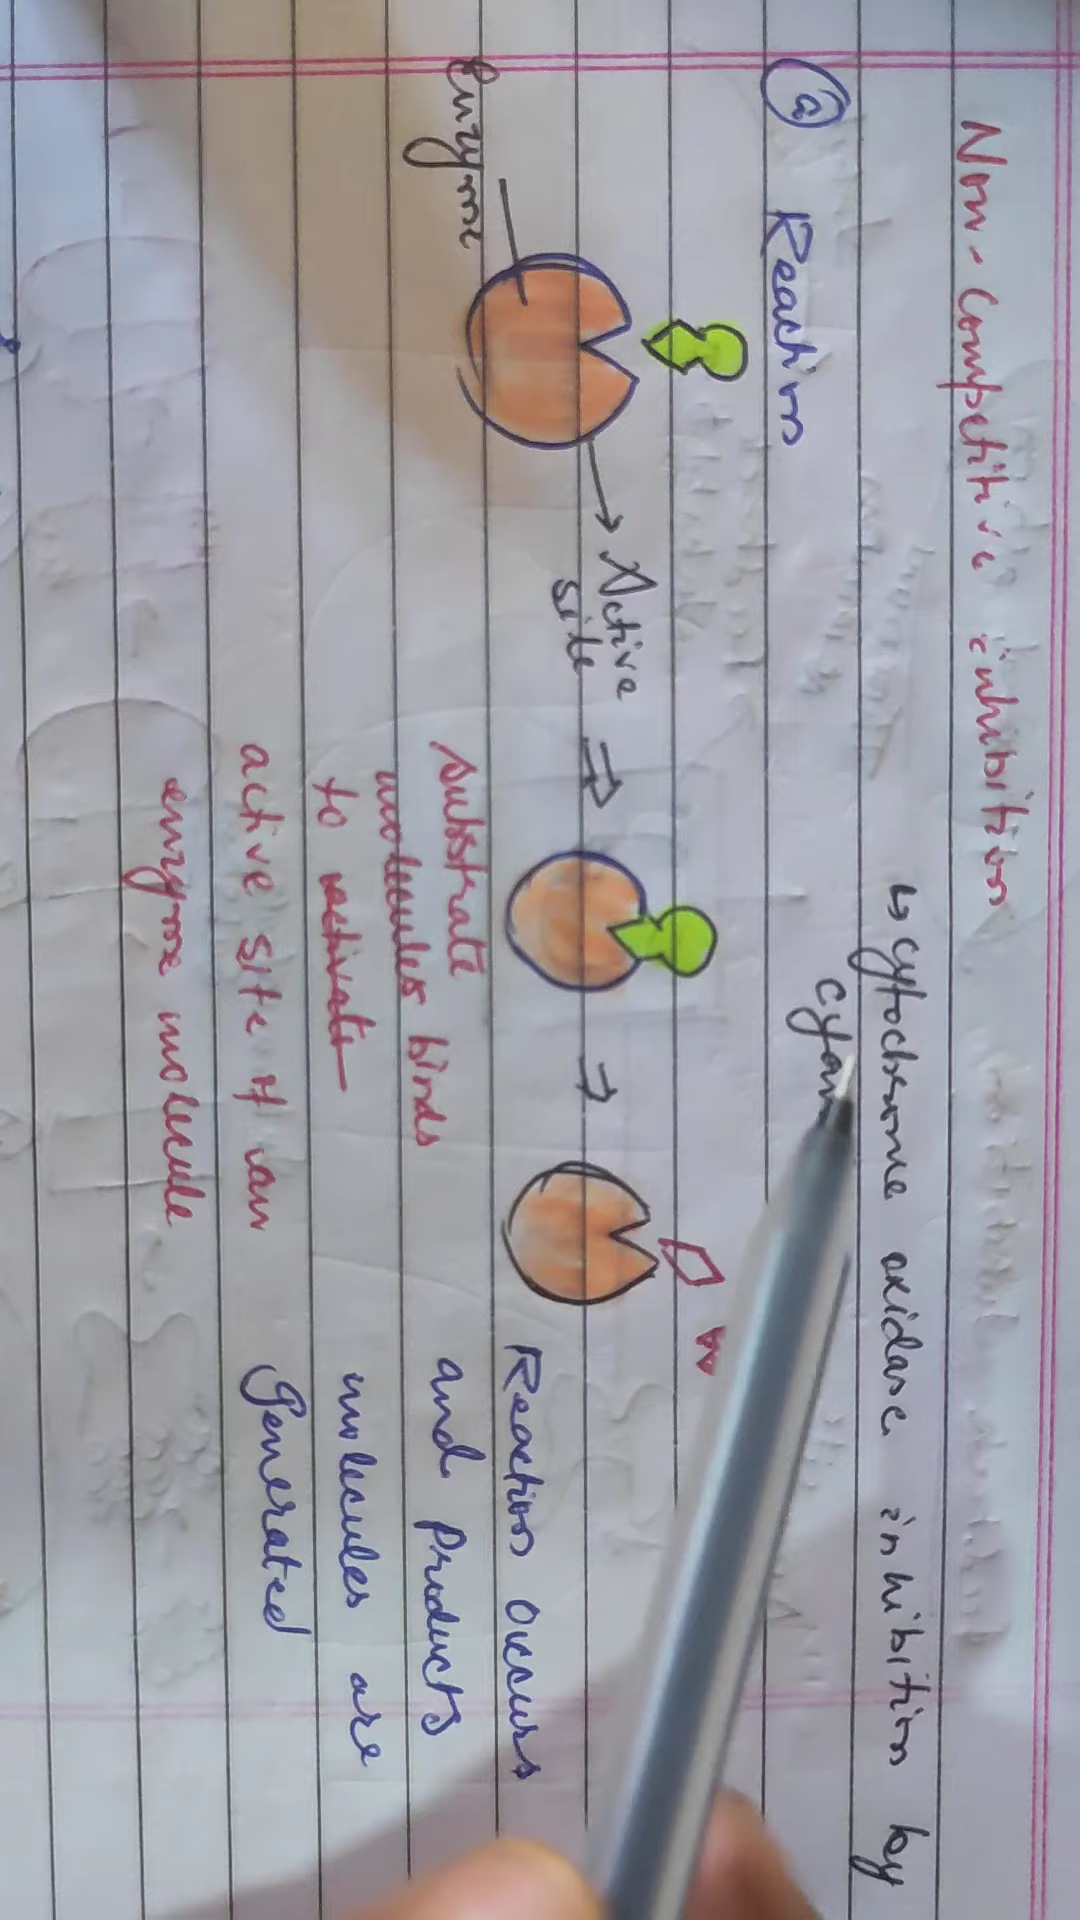 Non-Competitive inhibition
↳ cytochrome oxidase inhibition by
ⓐ Reaction
Active
site ⇒
Enzyme
Substrate
molecules binds
to activate
active site of an
enzyme molecule
Reaction occurs
and Products
molecules are
Generated